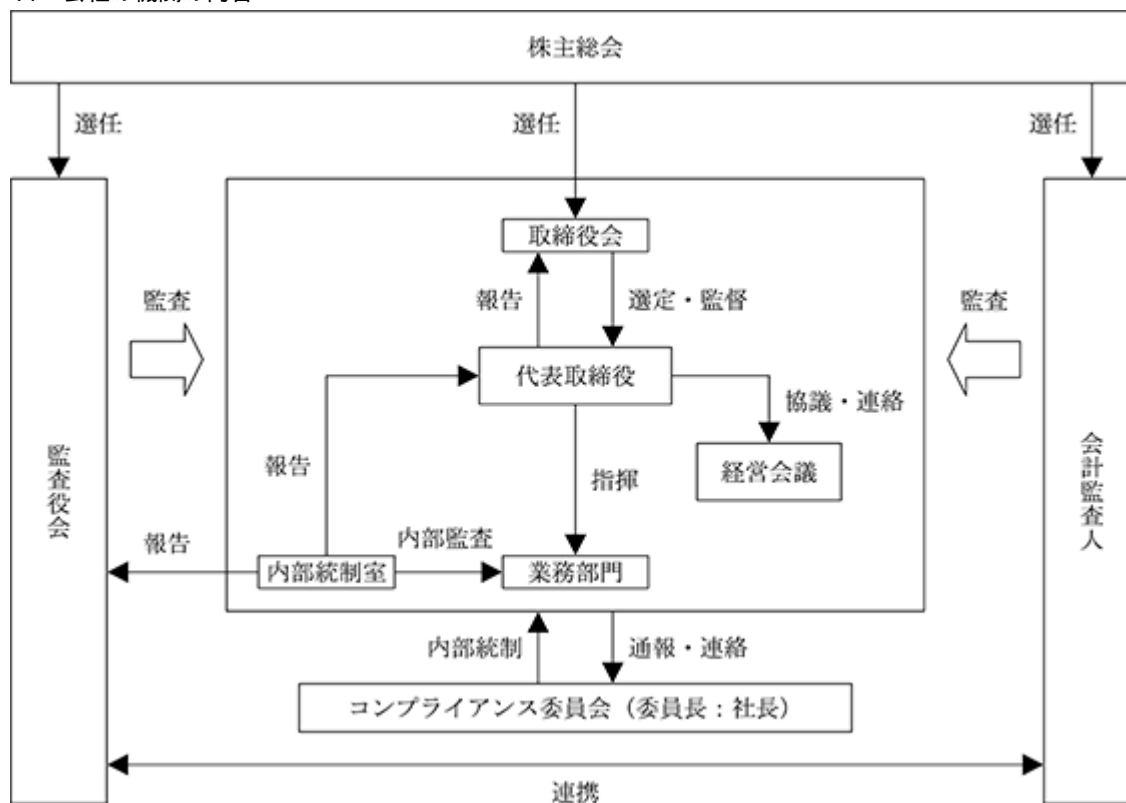 株主総会
選任
選任
選任
取締役会
監査
報告
選定・監督
監査
代表取締役
協議・連絡
監査役会
報告
指揮
経営会議
会計監査人
報告
内部監査
内部統制室
業務部門
内部統制
通報・連絡
コンプライアンス委員会(委員長:社長)
連携